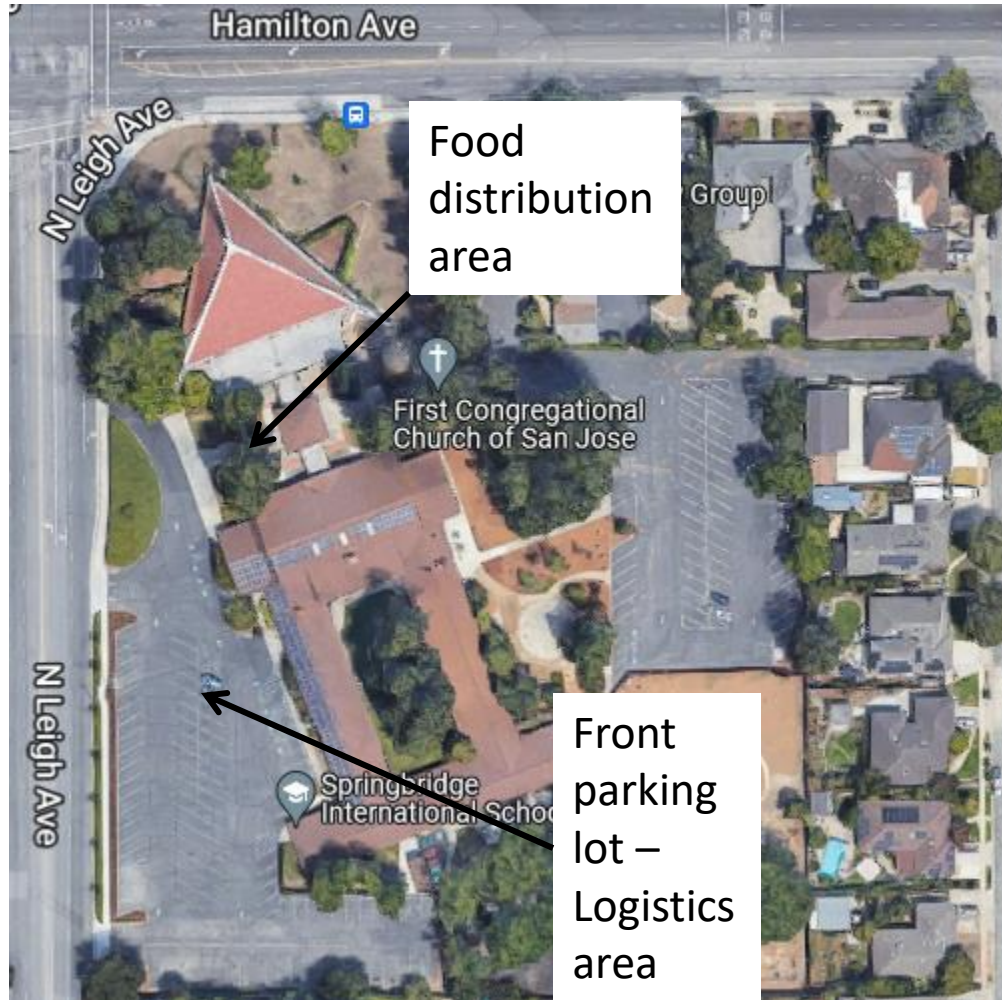 Hamilton Ave
N Leigh Ave
Food
distribution
area
Group
First Congregational
Church of San Jose
N Leigh Ave
Front
parking
lot –
Logistics
area
Springbridge
International Schoo